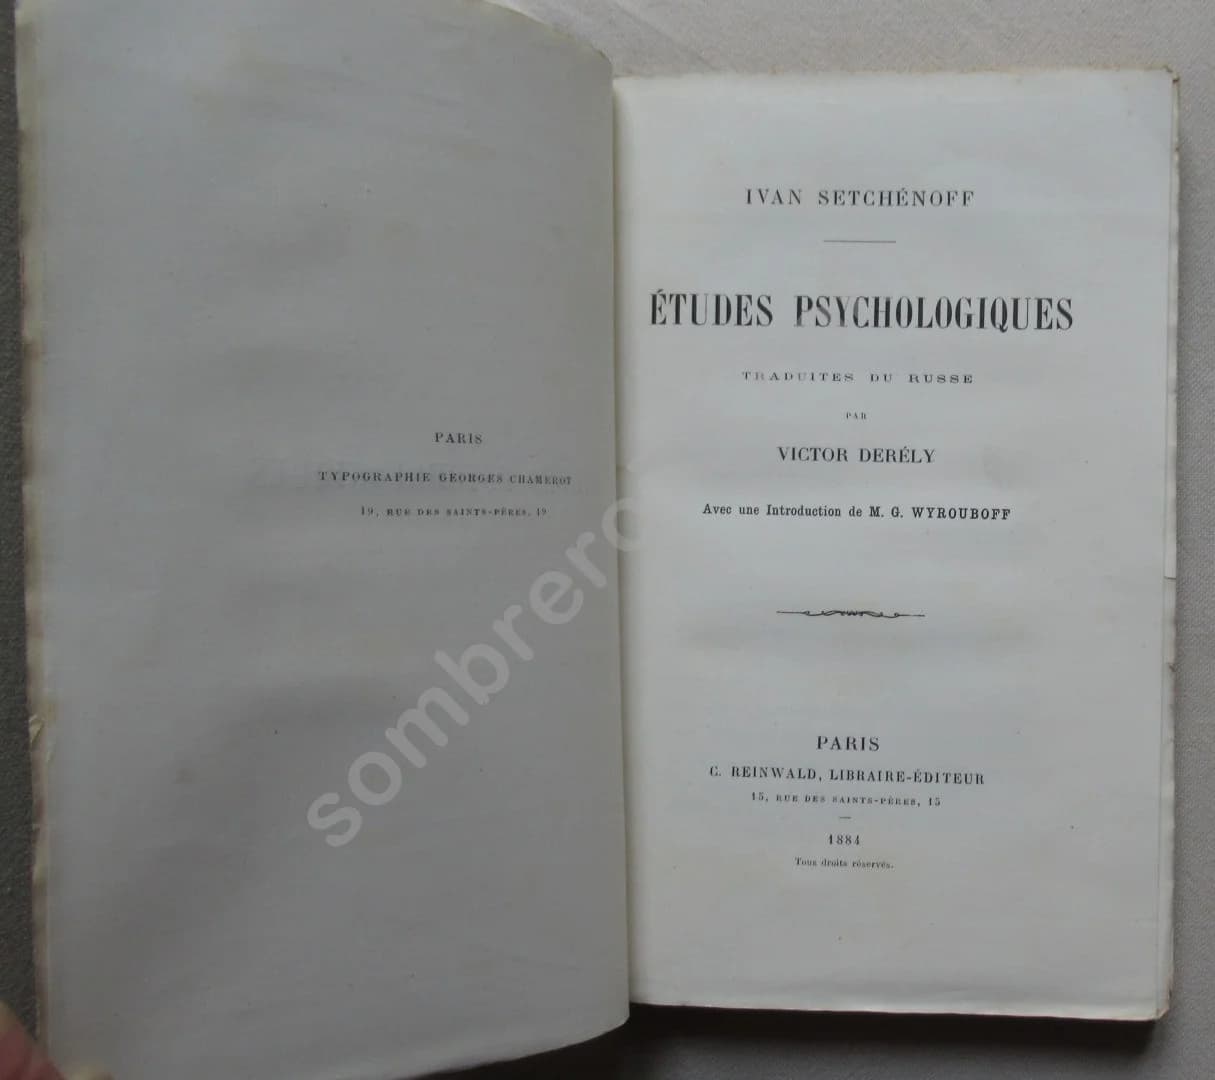 PARIS
TYPOGRAPHIE GEORGES CHAMEROT
19, RUE DES SAINTS-PÈRES, 19
IVAN SETCHÉNOFF
ÉTUDES PSYCHOLOGIQUES
TRADUITES DU RUSSE
PAR
VICTOR DERÉLY
Avec une Introduction de M. G. WYROUBOFF
PARIS
C. REINWALD, LIBRAIRE-ÉDITEUR
15, RUE DES SAINTS-PÈRES, 15
1884
Tous droits réservés.
sombrero